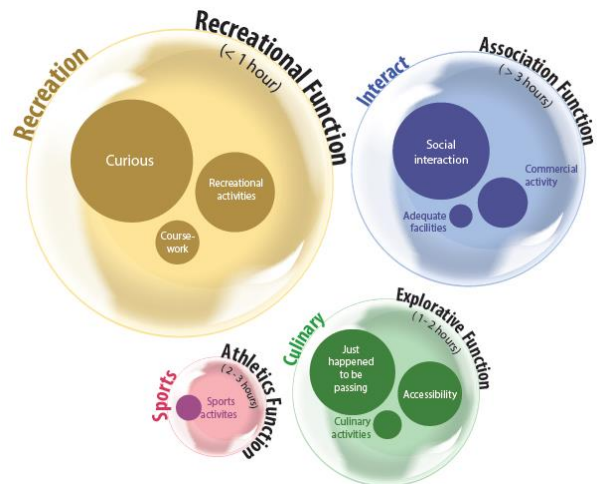 Recreation
Recreational Function
(< 1 hour)
Curious
Recreational
activities
Course-
work
Interact
Association Function
(> 3 hours)
Social
interaction
Commercial
activity
Adequate
facilities
Sports
Athletics Function
(2-3 hours)
Sports
activites
Culinary
Explorative Function
(1-2 hours)
Just
happened
to be
passing
Accessibility
Culinary
activities